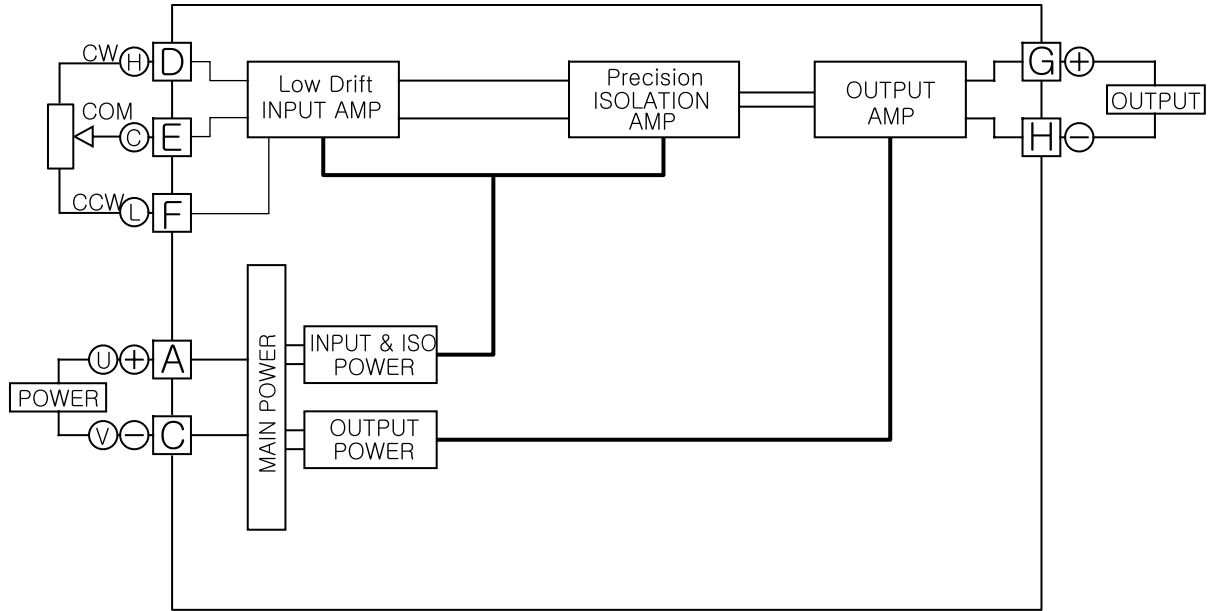 CW H D
COM C E
CCW L F
Low Drift
INPUT AMP
Precision
ISOLATION
AMP
OUTPUT
AMP
G +
H −
OUTPUT
POWER
U + A
V − C
MAIN POWER
INPUT & ISO
POWER
OUTPUT
POWER